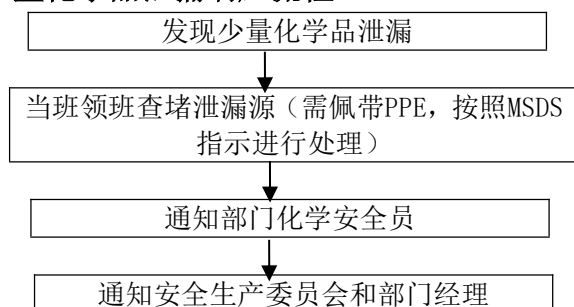 发现少量化学品泄漏
当班领班查堵泄漏源（需佩带PPE，按照MSDS
指示进行处理）
通知部门化学安全员
通知安全生产委员会和部门经理